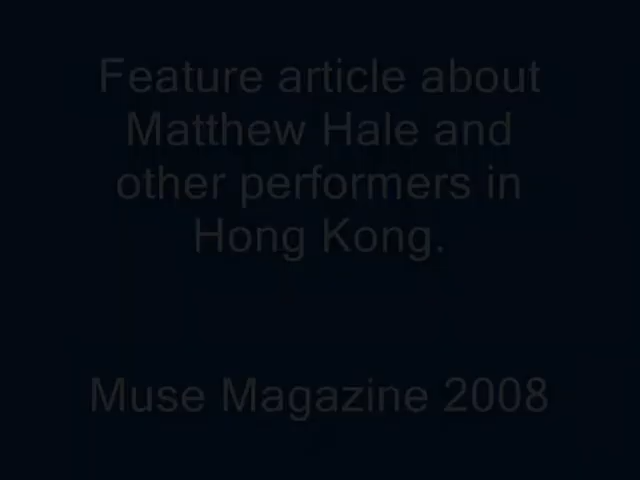 Feature article about
Matthew Hale and
other performers in
Hong Kong.
Muse Magazine 2008